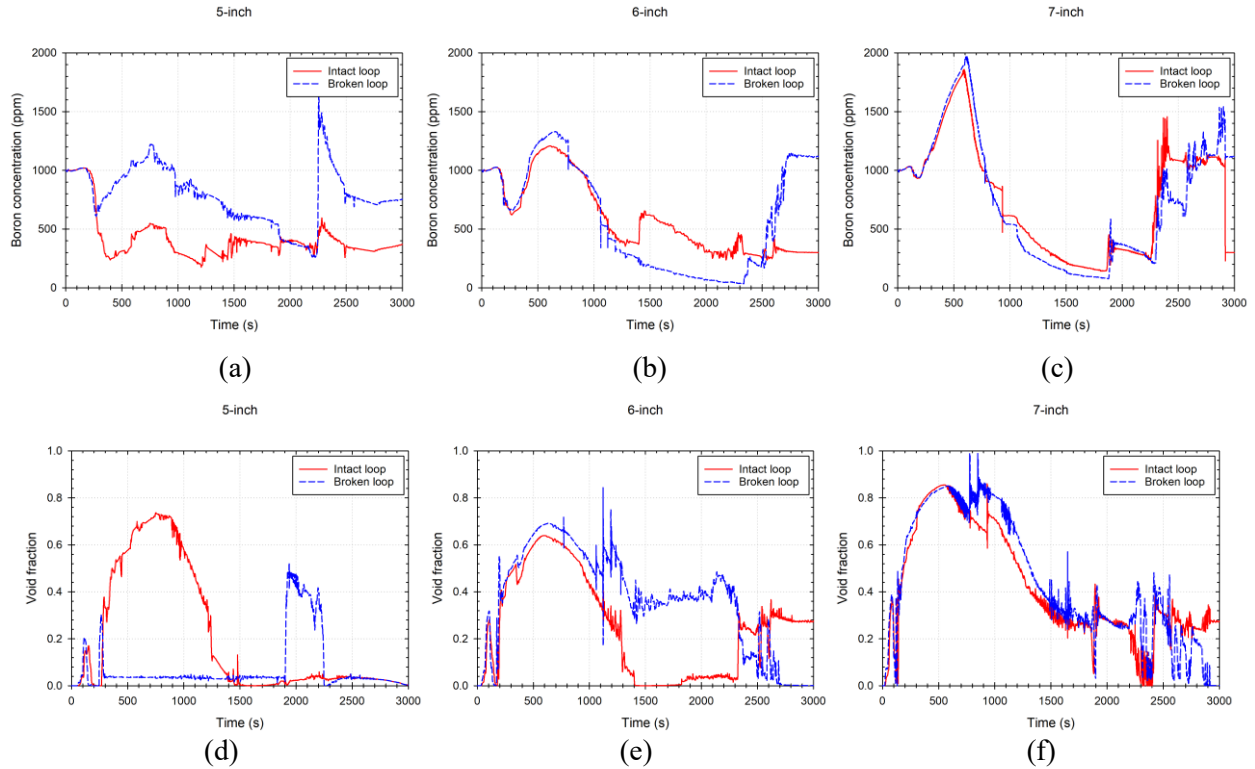 5-inch
6-inch
7-inch
Boron concentration (ppm)
2000
1500
1000
500
0
Intact loop
Broken loop
0 500 1000 1500 2000 2500 3000
Time (s)
Boron concentration (ppm)
2000
1500
1000
500
0
Intact loop
Broken loop
0 500 1000 1500 2000 2500 3000
Time (s)
Boron concentration (ppm)
2000
1500
1000
500
0
Intact loop
Broken loop
0 500 1000 1500 2000 2500 3000
Time (s)
(a)
(b)
(c)
5-inch
6-inch
7-inch
Void fraction
1.0
0.8
0.6
0.4
0.2
0.0
Intact loop
Broken loop
0 500 1000 1500 2000 2500 3000
Time (s)
Void fraction
1.0
0.8
0.6
0.4
0.2
0.0
Intact loop
Broken loop
0 500 1000 1500 2000 2500 3000
Time (s)
Void fraction
1.0
0.8
0.6
0.4
0.2
0.0
Intact loop
Broken loop
0 500 1000 1500 2000 2500 3000
Time (s)
(d)
(e)
(f)